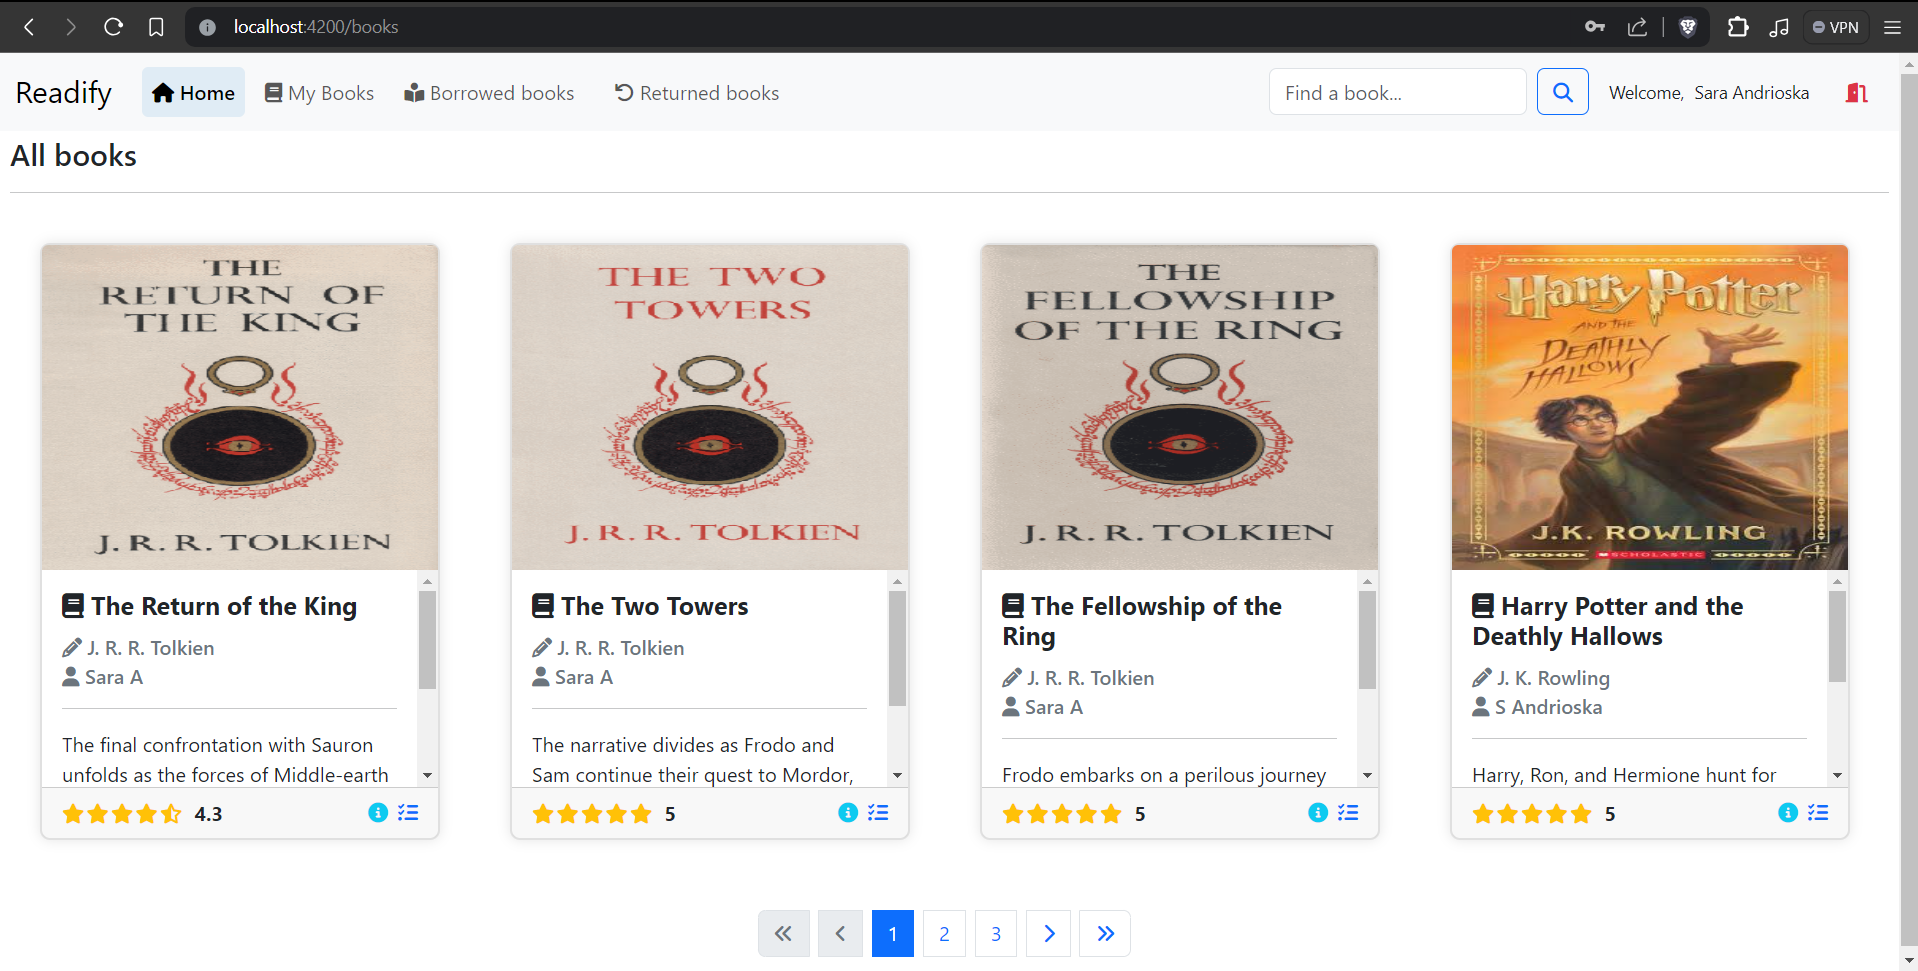 localhost:4200/books
VPN
Readify
Home
My Books
Borrowed books
Returned books
Find a book...
Welcome, Sara Andrioska
All books
THE
RETURN OF
THE KING
J. R. R. TOLKIEN
The Return of the King
J. R. R. Tolkien
Sara A
The final confrontation with Sauron
unfolds as the forces of Middle-earth
4.3
THE TWO
TOWERS
J. R. R. TOLKIEN
The Two Towers
J. R. R. Tolkien
Sara A
The narrative divides as Frodo and
Sam continue their quest to Mordor,
5
THE
FELLOWSHIP
OF THE RING
J. R. R. TOLKIEN
The Fellowship of the
Ring
J. R. R. Tolkien
Sara A
Frodo embarks on a perilous journey
5
Harry Potter
AND THE
DEATHLY
HALLOWS
J.K. ROWLING
SCHOLASTIC
Harry Potter and the
Deathly Hallows
J. K. Rowling
S Andrioska
Harry, Ron, and Hermione hunt for
5
« ‹ 1 2 3 › »